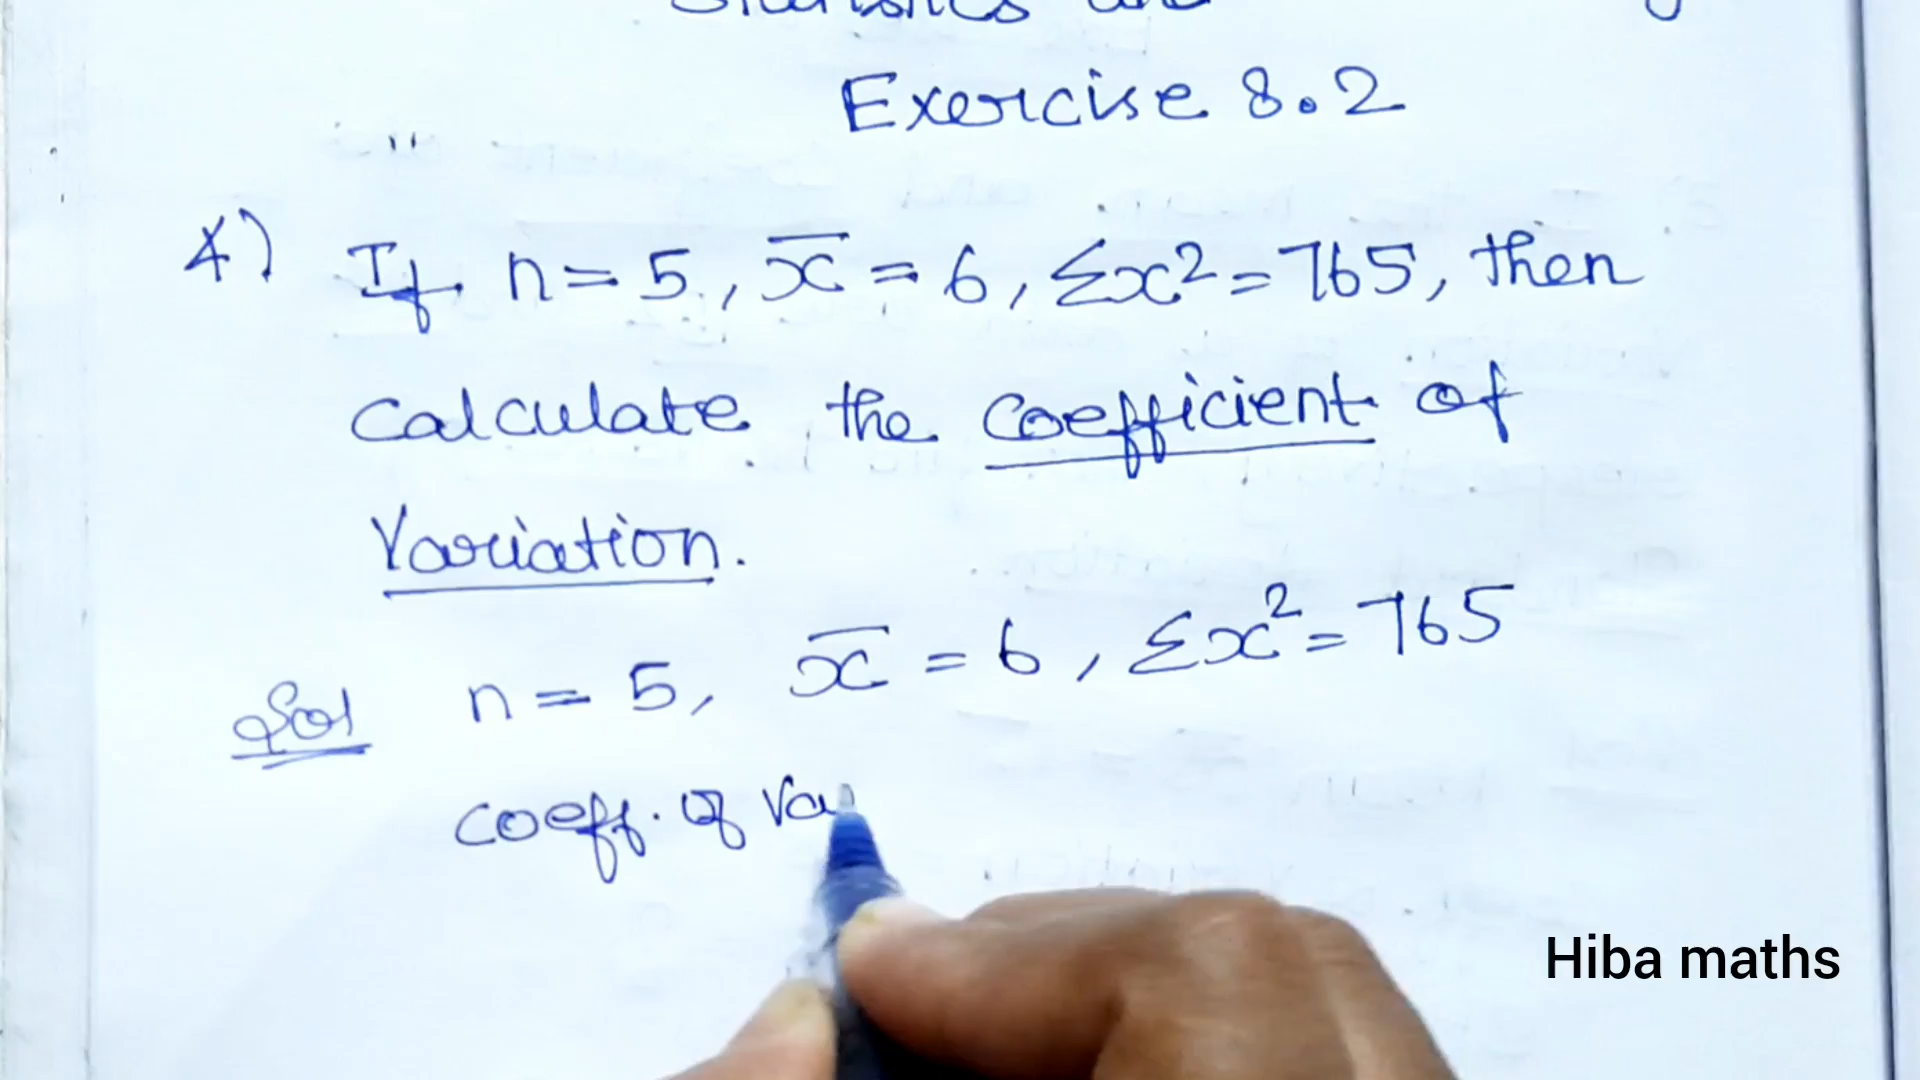 Exercise 8.2
4) If n = 5, x̅ = 6, Σx² = 765, then
calculate the coefficient of
Variation.
Sol n = 5, x̅ = 6, Σx² = 765
coeff. of Va
Hiba maths